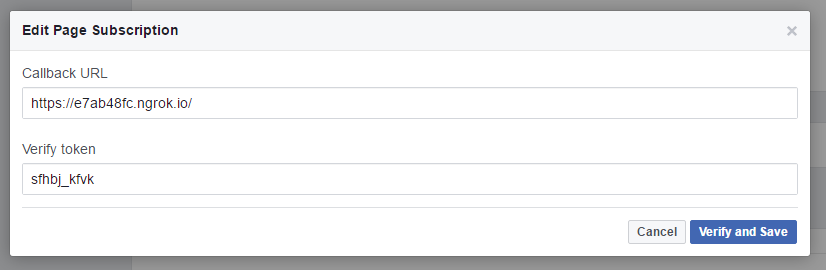 Edit Page Subscription ×
Callback URL
https://e7ab48fc.ngrok.io/
Verify token
sfhbj_kfvk
Cancel Verify and Save